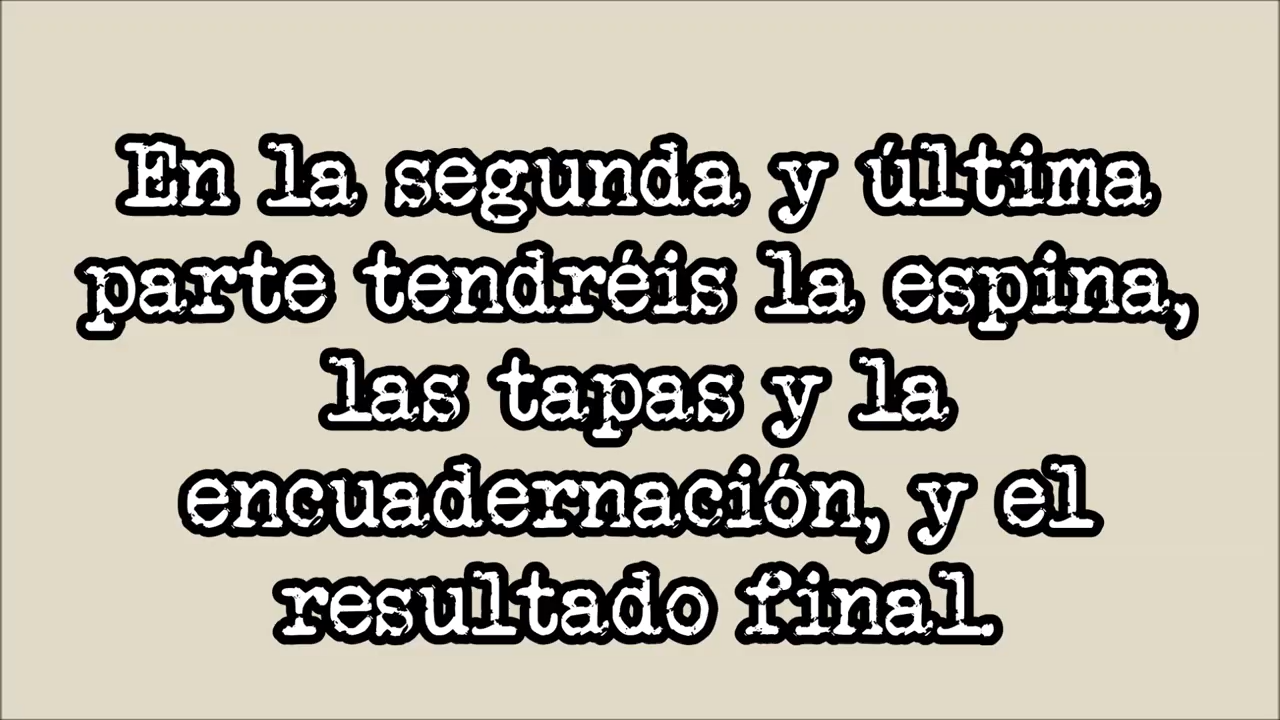 En la segunda y última
parte tendréis la espina,
las tapas y la
encuadernación, y el
resultado final.